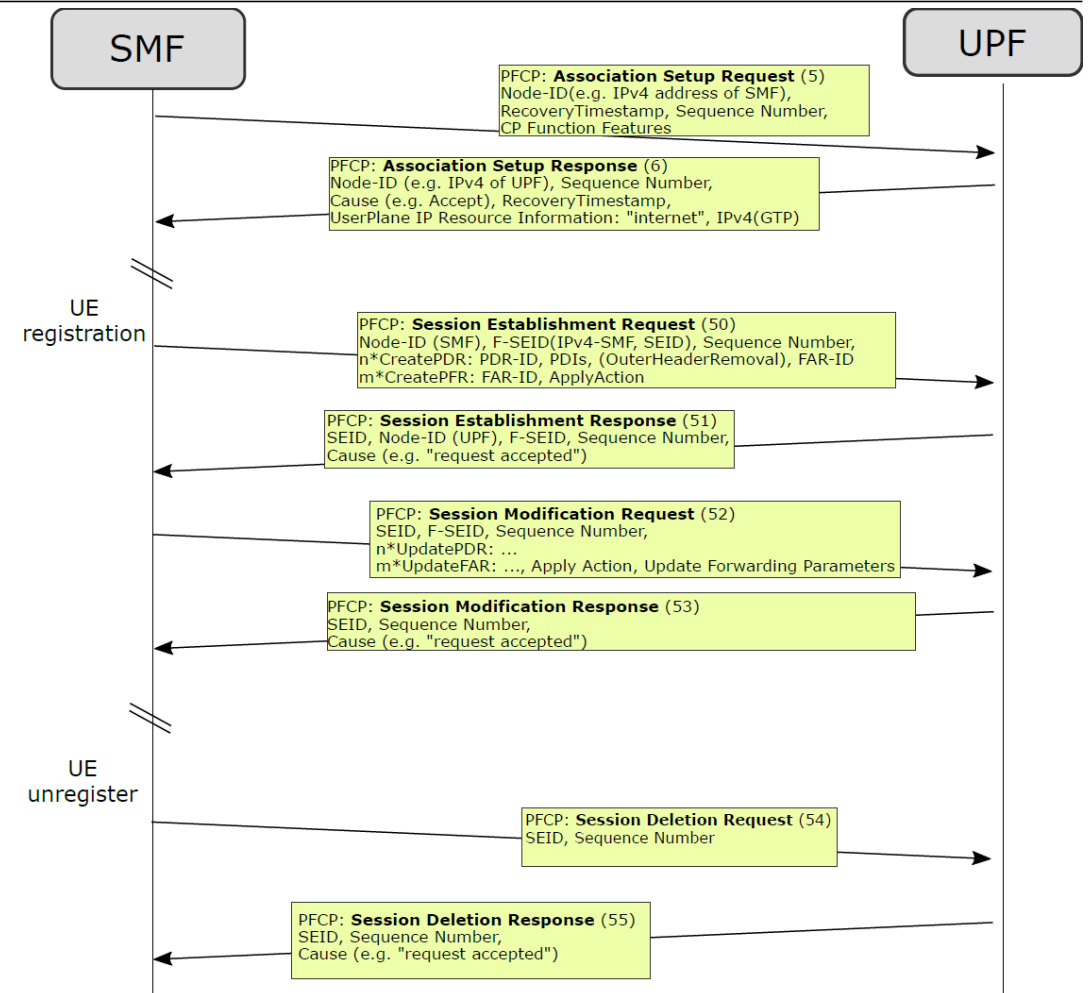 SMF
UPF
PFCP: Association Setup Request (5)
Node-ID(e.g. IPv4 address of SMF),
RecoveryTimestamp, Sequence Number,
CP Function Features
PFCP: Association Setup Response (6)
Node-ID (e.g. IPv4 of UPF), Sequence Number,
Cause (e.g. Accept), RecoveryTimestamp,
UserPlane IP Resource Information: "internet", IPv4(GTP)
UE
registration
PFCP: Session Establishment Request (50)
Node-ID (SMF), F-SEID(IPv4-SMF, SEID), Sequence Number,
n*CreatePDR: PDR-ID, PDIs, (OuterHeaderRemoval), FAR-ID
m*CreatePFR: FAR-ID, ApplyAction
PFCP: Session Establishment Response (51)
SEID, Node-ID (UPF), F-SEID, Sequence Number,
Cause (e.g. "request accepted")
PFCP: Session Modification Request (52)
SEID, F-SEID, Sequence Number,
n*UpdatePDR: ...
m*UpdateFAR: ..., Apply Action, Update Forwarding Parameters
PFCP: Session Modification Response (53)
SEID, Sequence Number,
Cause (e.g. "request accepted")
UE
unregister
PFCP: Session Deletion Request (54)
SEID, Sequence Number
PFCP: Session Deletion Response (55)
SEID, Sequence Number,
Cause (e.g. "request accepted")